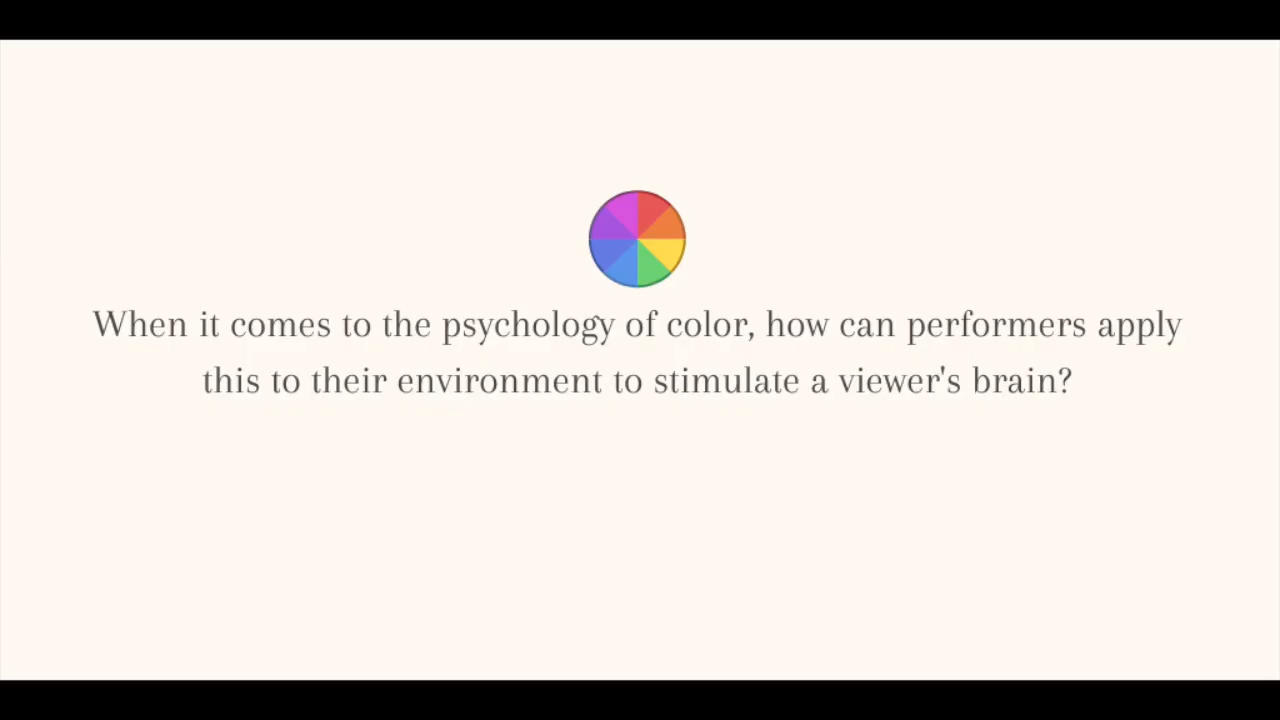 When it comes to the psychology of color, how can performers apply
this to their environment to stimulate a viewer's brain?